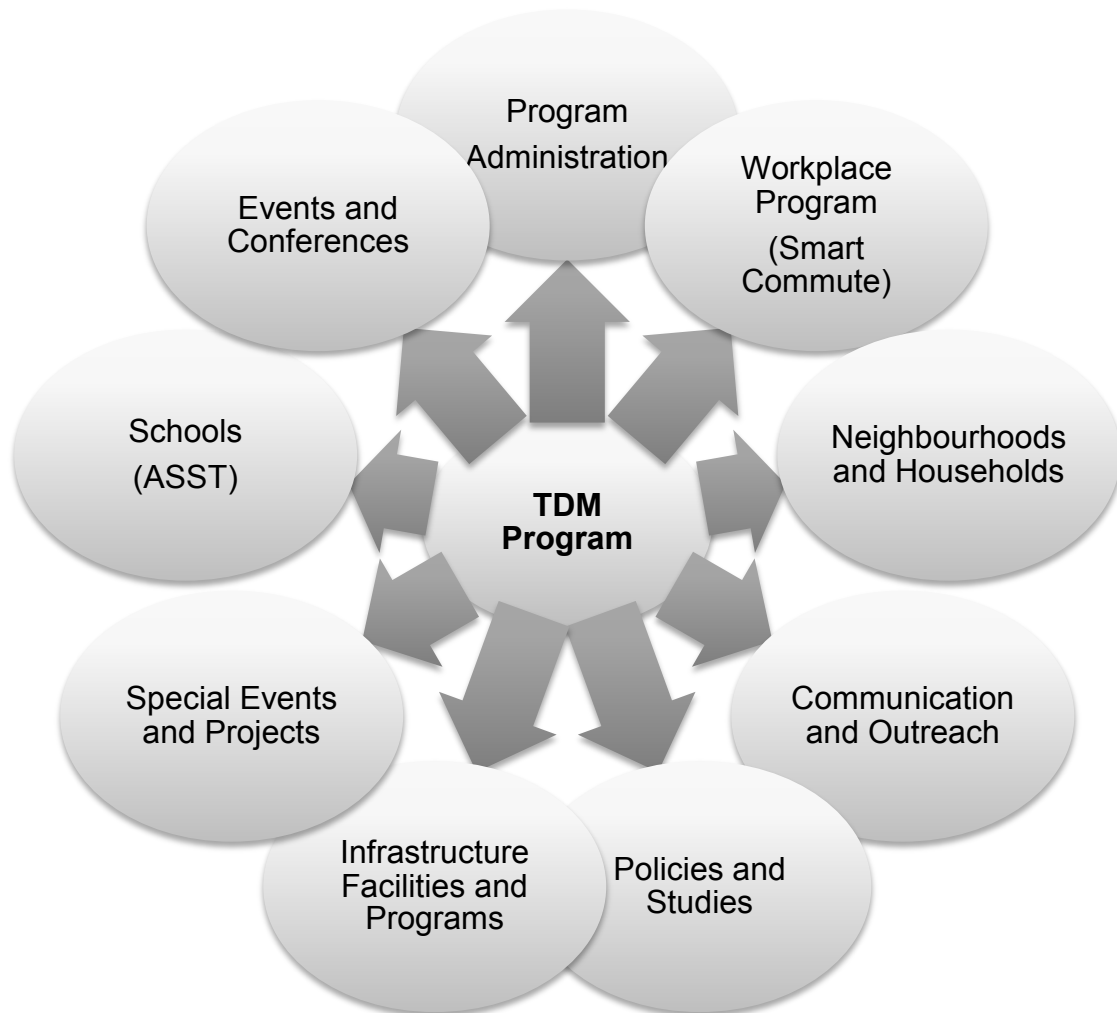 Program
Administration
Workplace
Program
(Smart
Commute)
Neighbourhoods
and Households
Communication
and Outreach
Policies and
Studies
Infrastructure
Facilities and
Programs
Special Events
and Projects
Schools
(ASST)
Events and
Conferences
TDM
Program